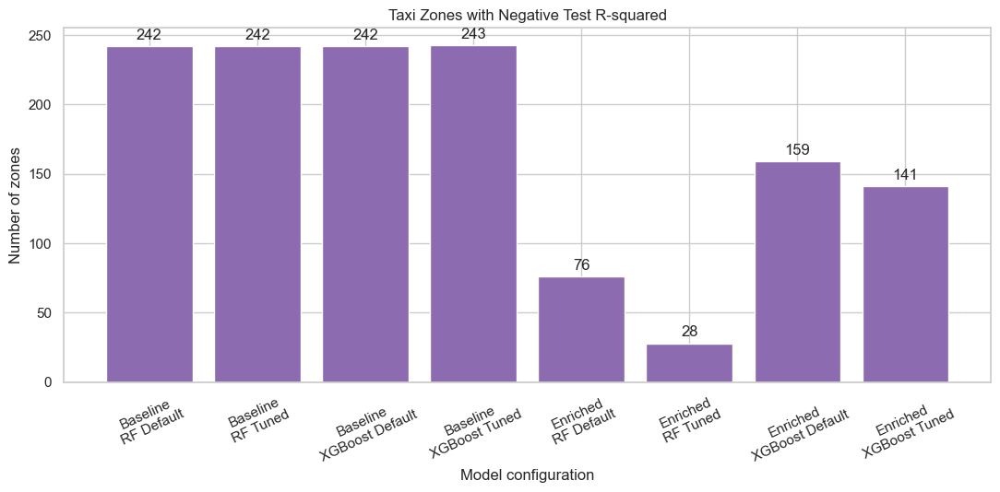 Taxi Zones with Negative Test R-squared
Number of zones
250
200
150
100
50
0
242
242
242
243
76
28
159
141
Baseline
RF Default
Baseline
RF Tuned
Baseline
XGBoost Default
Baseline
XGBoost Tuned
Enriched
RF Default
Enriched
RF Tuned
Enriched
XGBoost Default
Enriched
XGBoost Tuned
Model configuration